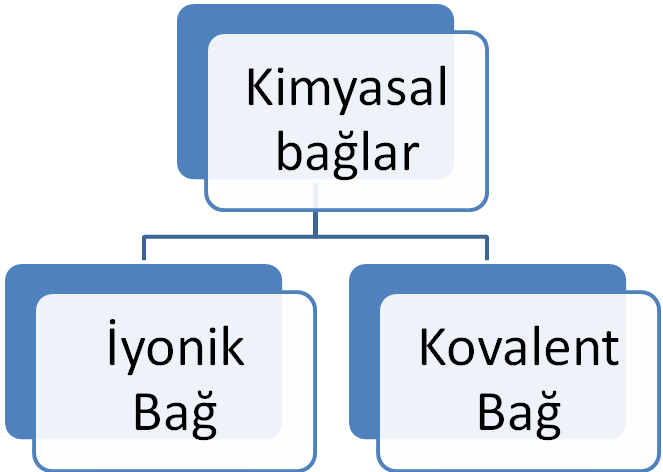 Kimyasal
bağlar
İyonik
Bağ
Kovalent
Bağ